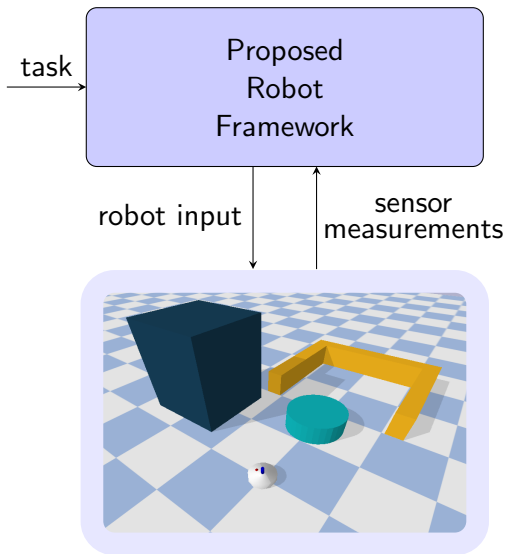 task
Proposed
Robot
Framework
robot input
sensor
measurements